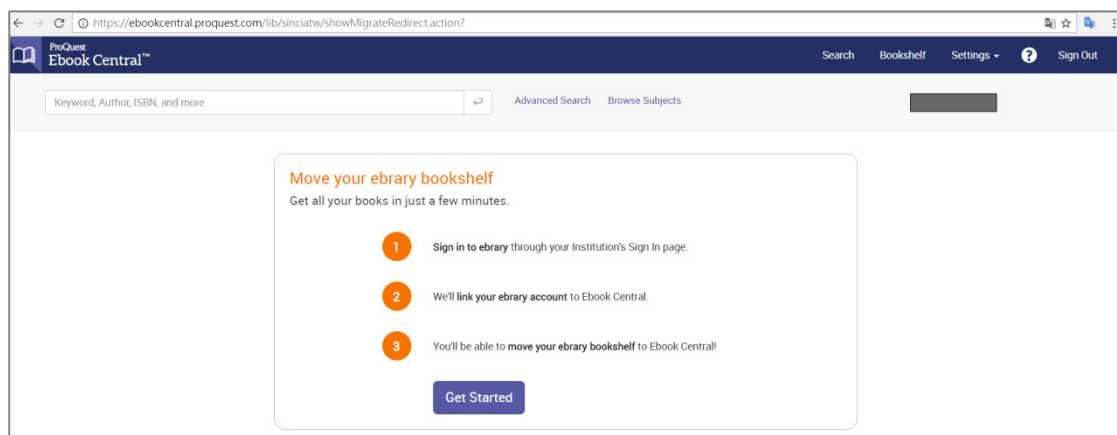 https://ebookcentral.proquest.com/lib/sinciatw/showMigrateRedirect.action?
ProQuest
Ebook Central™
Search Bookshelf Settings ? Sign Out
Keyword, Author, ISBN, and more
Advanced Search Browse Subjects
Move your ebrary bookshelf
Get all your books in just a few minutes.
1 Sign in to ebrary through your Institution's Sign In page.
2 We'll link your ebrary account to Ebook Central.
3 You'll be able to move your ebrary bookshelf to Ebook Central!
Get Started